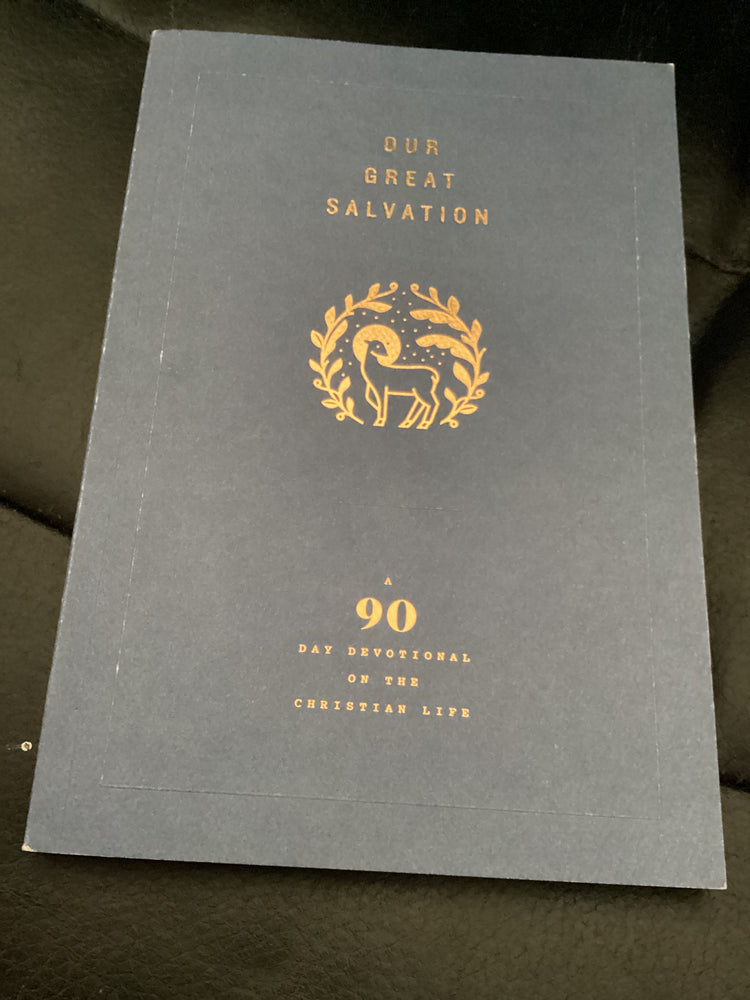 OUR
GREAT
SALVATION
A
90
DAY DEVOTIONAL
ON THE
CHRISTIAN LIFE